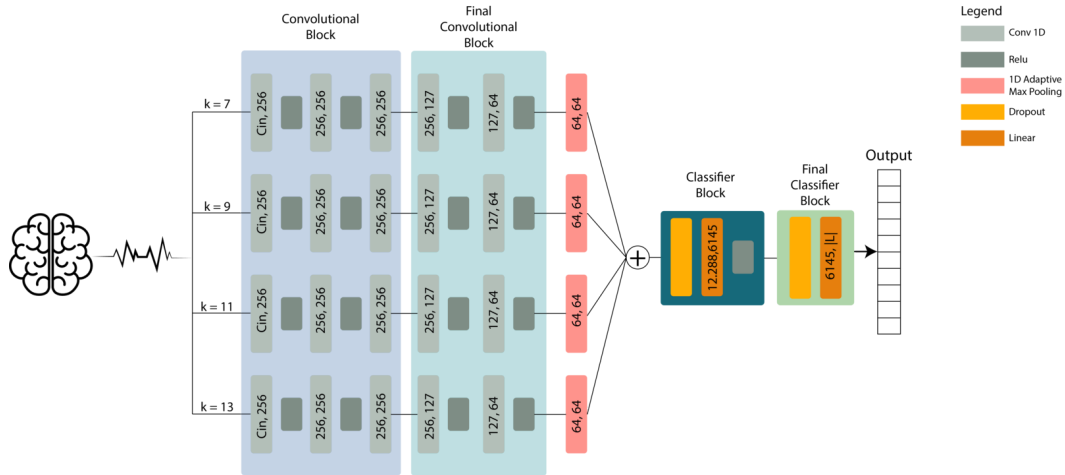 Convolutional
Block
Final
Convolutional
Block
Legend
Conv 1D
Relu
1D Adaptive
Max Pooling
Dropout
Linear
k = 7
Cin, 256
256, 256
256, 256
256, 127
127, 64
64, 64
k = 9
Cin, 256
256, 256
256, 256
256, 127
127, 64
64, 64
k = 11
Cin, 256
256, 256
256, 256
256, 127
127, 64
64, 64
k = 13
Cin, 256
256, 256
256, 256
256, 127
127, 64
64, 64
Classifier
Block
12.288,6145
Final
Classifier
Block
6145, |L|
Output